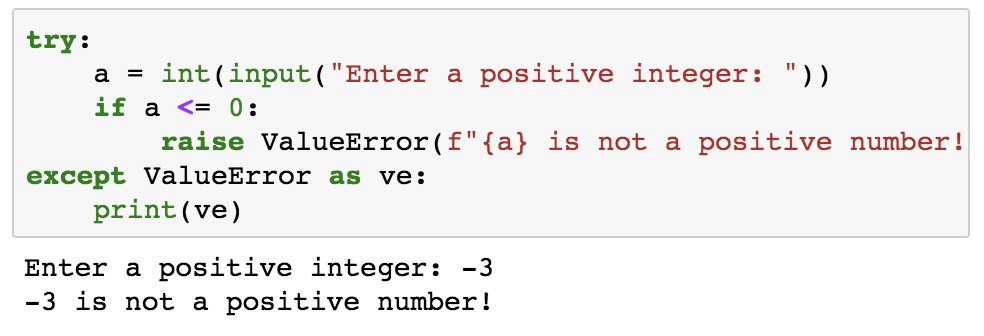 try:
    a = int(input("Enter a positive integer: "))
    if a <= 0:
        raise ValueError(f"{a} is not a positive number!
except ValueError as ve:
    print(ve)
Enter a positive integer: -3
-3 is not a positive number!